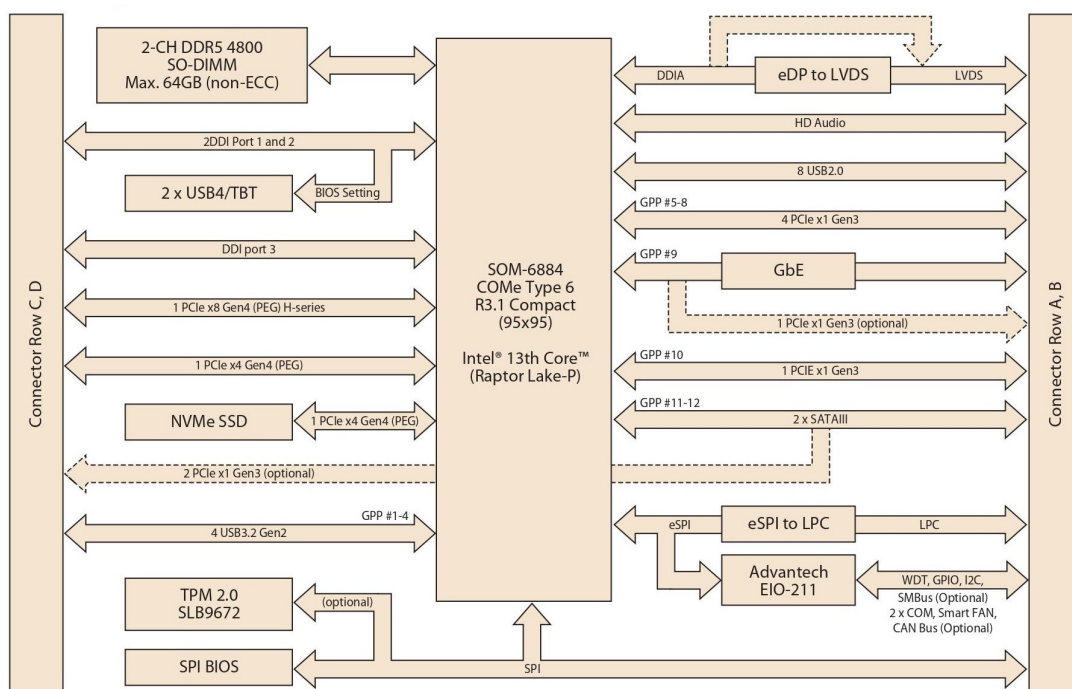 Connector Row C, D
2-CH DDR5 4800
SO-DIMM
Max. 64GB (non-ECC)
2DDI Port 1 and 2
2 x USB4/TBT
BIOS Setting
DDI port 3
1 PCIe x8 Gen4 (PEG) H-series
1 PCIe x4 Gen4 (PEG)
NVMe SSD
1 PCIe x4 Gen4 (PEG)
2 PCIe x1 Gen3 (optional)
GPP #1-4
4 USB3.2 Gen2
TPM 2.0
SLB9672
(optional)
SPI BIOS
SPI
SOM-6884
COMe Type 6
R3.1 Compact
(95x95)
Intel® 13th Core™
(Raptor Lake-P)
DDIA
eDP to LVDS
LVDS
HD Audio
8 USB2.0
GPP #5-8
4 PCIe x1 Gen3
GPP #9
GbE
1 PCIe x1 Gen3 (optional)
GPP #10
1 PCIE x1 Gen3
GPP #11-12
2 x SATAIII
eSPI
eSPI to LPC
LPC
Advantech
EIO-211
WDT, GPIO, I2C,
SMBus (Optional)
2 x COM, Smart FAN,
CAN Bus (Optional)
Connector Row A, B